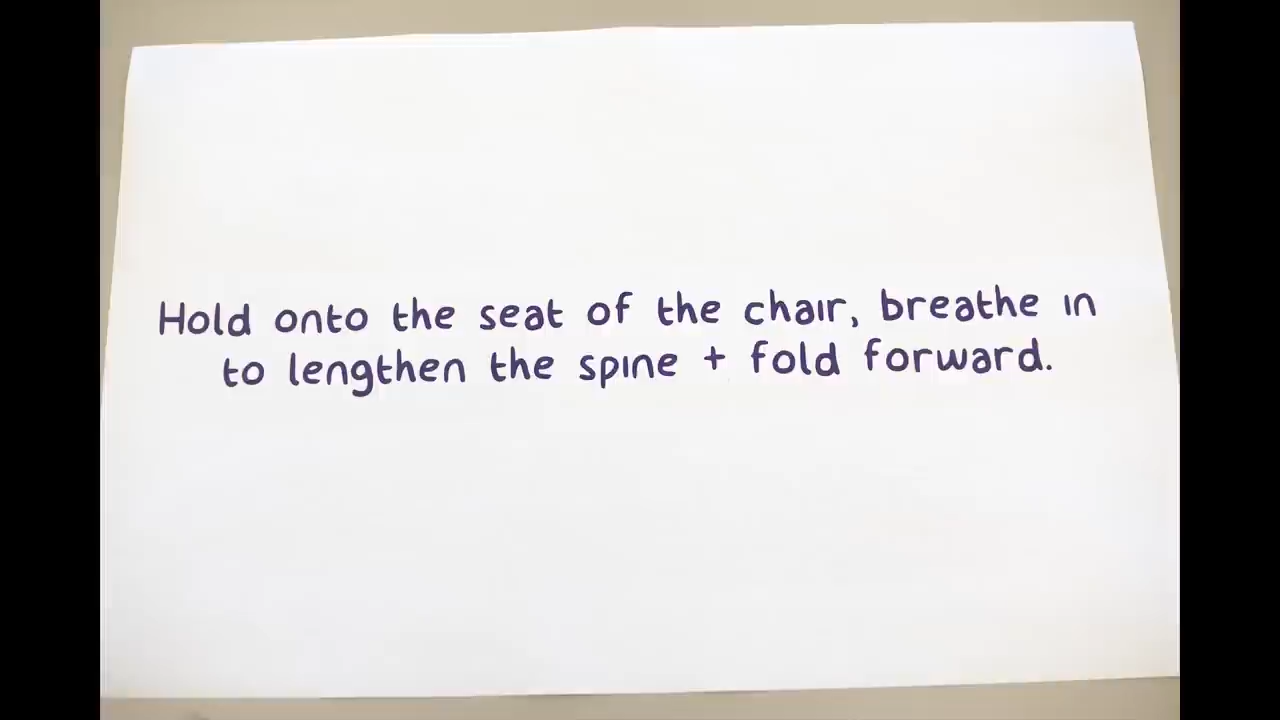 Hold onto the seat of the chair, breathe in
to lengthen the spine + fold forward.